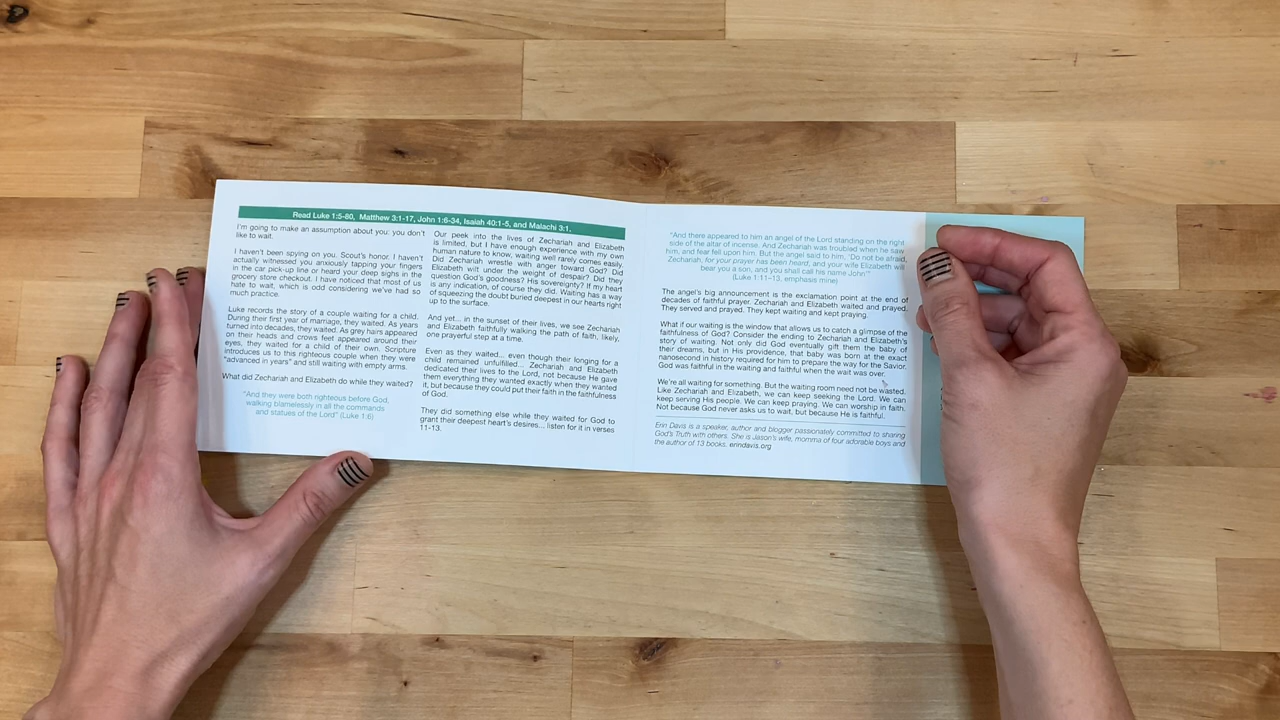 Read Luke 1:5-80, Matthew 3:1-17, John 1:6-34, Isaiah 40:1-5, and Malachi 3:1.
I'm going to make an assumption about you: you don't
like to wait.
I haven't been spying on you. Scout's honor. I haven't
actually witnessed you anxiously tapping your fingers
in the car pick-up line or heard your deep sighs in the
grocery store checkout. I have noticed that most of us
hate to wait, which is odd considering we've had so
much practice.
Luke records the story of a couple waiting for a child.
During their first year of marriage, they waited. As years
turned into decades, they waited. As grey hairs appeared
on their heads and crows feet appeared around their
eyes, they waited for a child of their own. Scripture
introduces us to this righteous couple when they were
"advanced in years" and still waiting with empty arms.
What did Zechariah and Elizabeth do while they waited?
"And they were both righteous before God,
walking blamelessly in all the commands
and statues of the Lord" (Luke 1:6)
Our peek into the lives of Zechariah and Elizabeth
is limited, but I have enough experience with my own
human nature to know, waiting well rarely comes easily.
Did Zechariah wrestle with anger toward God? Did
Elizabeth wilt under the weight of despair? Did they
question God's goodness? His sovereignty? If my heart
is any indication, of course they did. Waiting has a way
of squeezing the doubt buried deepest in our hearts right
up to the surface.
And yet... in the sunset of their lives, we see Zechariah
and Elizabeth faithfully walking the path of faith, likely,
one prayerful step at a time.
Even as they waited... even though their longing for a
child remained unfulfilled... Zechariah and Elizabeth
dedicated their lives to the Lord, not because He gave
them everything they wanted exactly when they wanted
it, but because they could put their faith in the faithfulness
of God.
They did something else while they waited for God to
grant their deepest heart's desires... listen for it in verses
11-13.
"And there appeared to him an angel of the Lord standing on the right
side of the altar of incense. And Zechariah was troubled when he saw
him, and fear fell upon him. But the angel said to him, 'Do not be afraid,
Zechariah, for your prayer has been heard, and your wife Elizabeth will
bear you a son, and you shall call his name John'"
(Luke 1:11-13, emphasis mine)
The angel's big announcement is the exclamation point at the end of
decades of faithful prayer. Zechariah and Elizabeth waited and prayed.
They served and prayed. They kept waiting and kept praying.
What if our waiting is the window that allows us to catch a glimpse of the
faithfulness of God? Consider the ending to Zechariah and Elizabeth's
story of waiting. Not only did God eventually gift them the baby of
their dreams, but in His providence, that baby was born at the exact
nanosecond in history required for him to prepare the way for the Savior.
God was faithful in the waiting and faithful when the wait was over.
We're all waiting for something. But the waiting room need not be wasted.
Like Zechariah and Elizabeth, we can keep seeking the Lord. We can
keep serving His people. We can keep praying. We can worship in faith.
Not because God never asks us to wait, but because He is faithful.
Erin Davis is a speaker, author and blogger passionately committed to sharing
God's Truth with others. She is Jason's wife, momma of four adorable boys and
the author of 13 books. erindavis.org